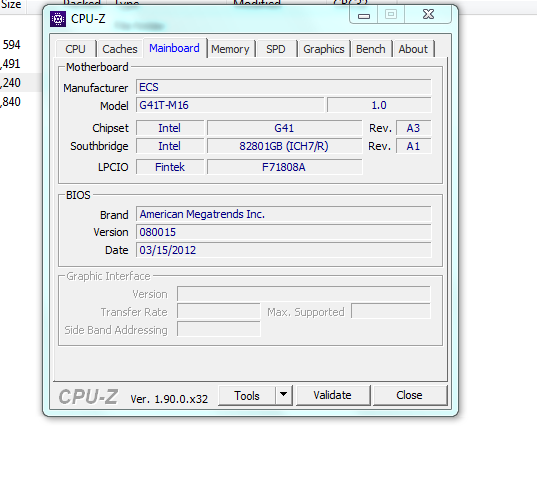 Size Packed Type Modified CRC32
CPU-Z
File Folder
594
,491
,240
,840
CPU Caches Mainboard Memory SPD Graphics Bench About
Motherboard
Manufacturer ECS
Model G41T-M16 1.0
Chipset Intel G41 Rev. A3
Southbridge Intel 82801GB (ICH7/R) Rev. A1
LPCIO Fintek F71808A
BIOS
Brand American Megatrends Inc.
Version 080015
Date 03/15/2012
Graphic Interface
Version
Transfer Rate Max. Supported
Side Band Addressing
CPU-Z Ver. 1.90.0.x32 Tools Validate Close